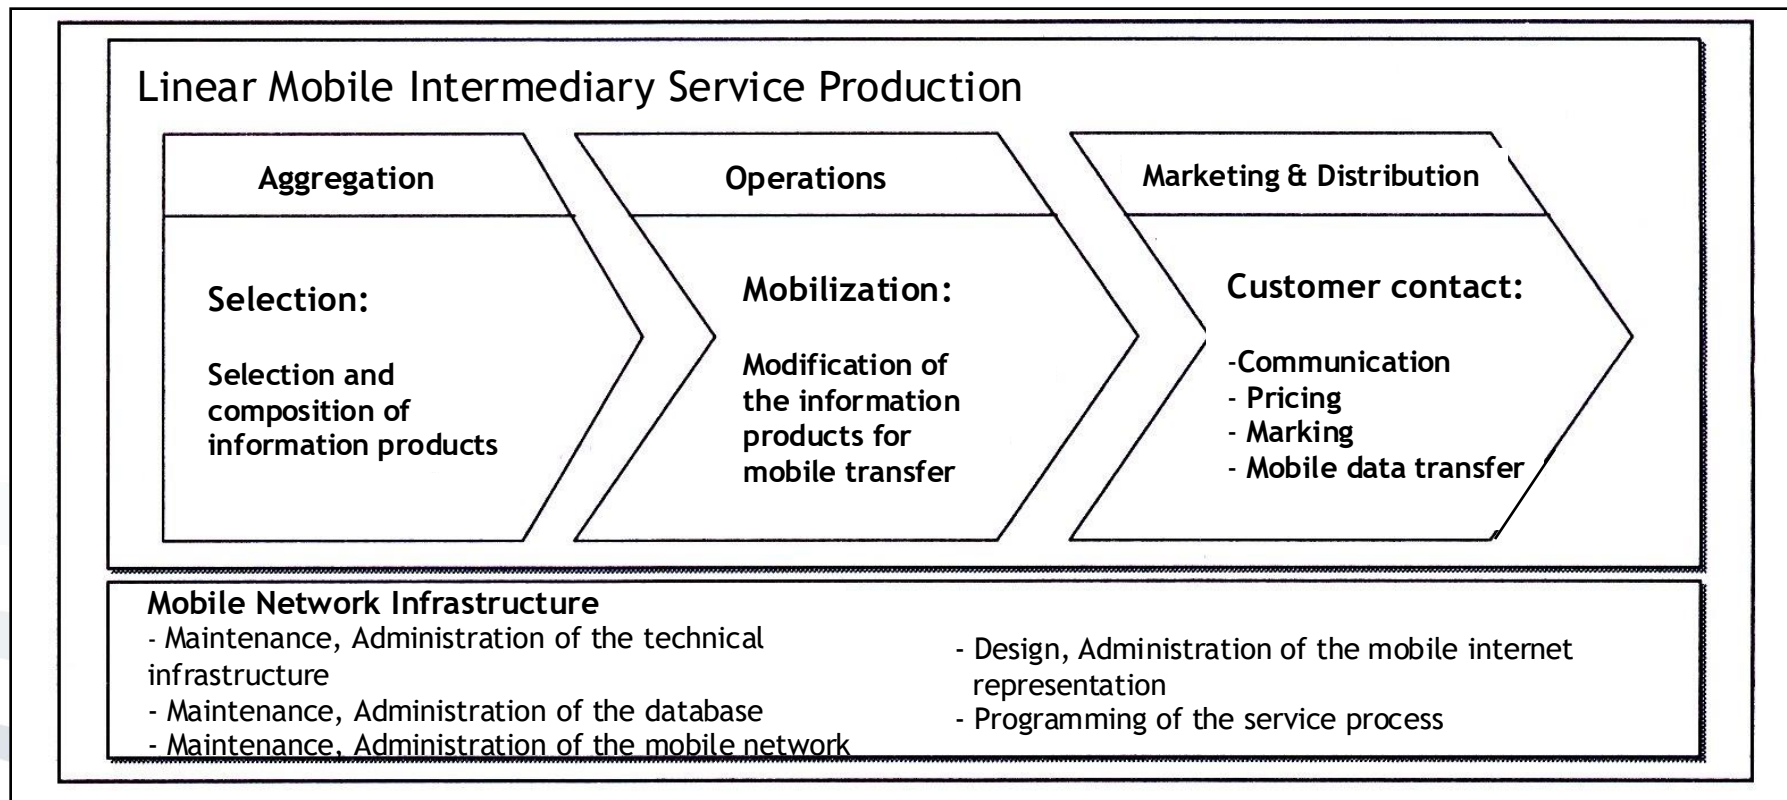 Linear Mobile Intermediary Service Production
Aggregation
Selection:
Selection and
composition of
information products
Operations
Mobilization:
Modification of
the information
products for
mobile transfer
Marketing & Distribution
Customer contact:
-Communication
- Pricing
- Marking
- Mobile data transfer
Mobile Network Infrastructure
- Maintenance, Administration of the technical
infrastructure
- Maintenance, Administration of the database
- Maintenance, Administration of the mobile network
- Design, Administration of the mobile internet
representation
- Programming of the service process